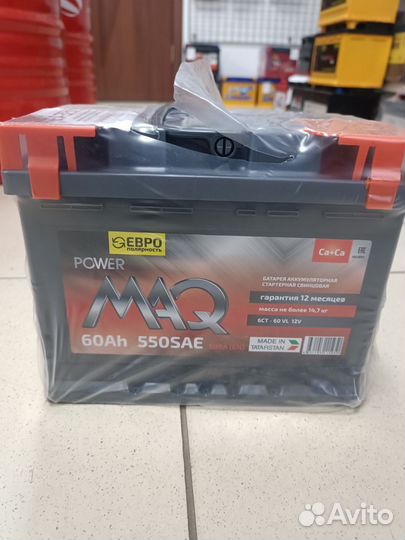 ЕВРО
полярность
POWER
MAQ
60Ah 550SAE
Ca+Ca
EAC
БАТАРЕЯ АККУМУЛЯТОРНАЯ
СТАРТЕРНАЯ СВИНЦОВАЯ
гарантия 12 месяцев
масса не более 14,7 кг
6СТ - 60 VL 12V
MADE IN
TATARSTAN
Avito